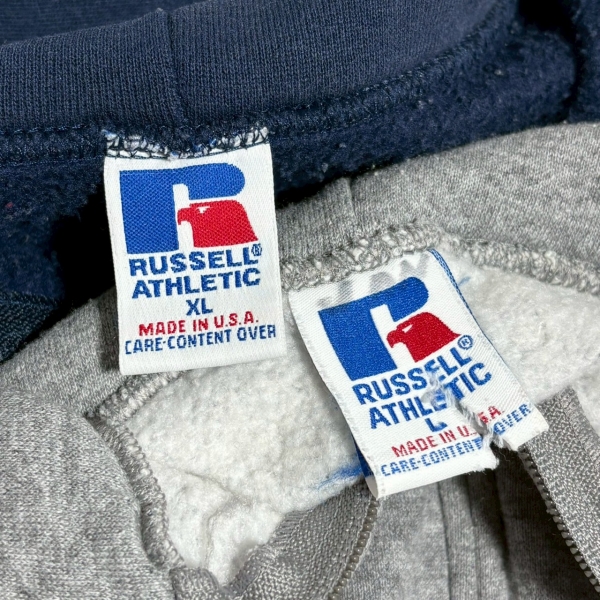 RUSSELL®
ATHLETIC
XL
MADE IN U.S.A.
CARE-CONTENT OVER
RUSSELL®
ATHLETIC
L
MADE IN U.S.A.
CARE-CONTENT OVER